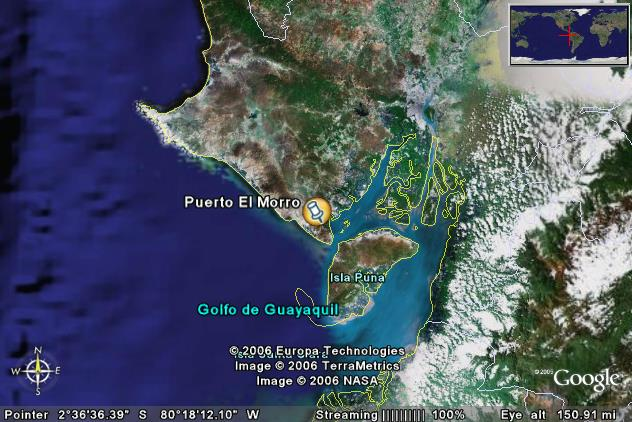 Puerto El Morro
Isla Puna
Golfo de Guayaquil
© 2006 Europa Technologies
Image © 2006 TerraMetrics
Image © 2006 NASA
N
W E
S
© 2005 Google
Pointer 2°36'36.39" S 80°18'12.10" W Streaming |||||||||| 100% Eye alt 150.91 mi